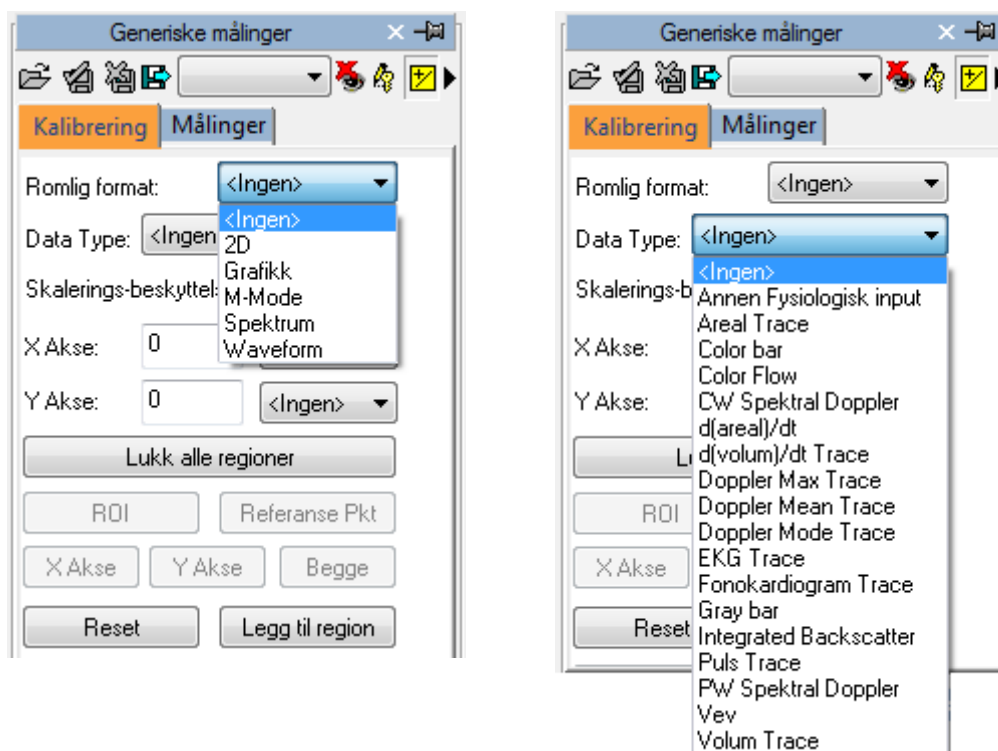 Generiske målinger
Kalibrering Målinger
Romlig format: <Ingen>
<Ingen>
2D
Grafikk
M-Mode
Spektrum
Waveform
Data Type: <Ingen
Skalerings-beskyttels
X Akse: 0
Y Akse: 0 <Ingen>
Lukk alle regioner
ROI Referanse Pkt
X Akse Y Akse Begge
Reset Legg til region
Generiske målinger
Kalibrering Målinger
Romlig format: <Ingen>
Data Type: <Ingen>
<Ingen>
Annen Fysiologisk input
Areal Trace
Color bar
Color Flow
CW Spektral Doppler
d(areal)/dt
d(volum)/dt Trace
Doppler Max Trace
Doppler Mean Trace
Doppler Mode Trace
EKG Trace
Fonokardiogram Trace
Gray bar
Integrated Backscatter
Puls Trace
PW Spektral Doppler
Vev
Volum Trace
Skalerings-b
X Akse:
Y Akse:
L
ROI
X Akse
Reset